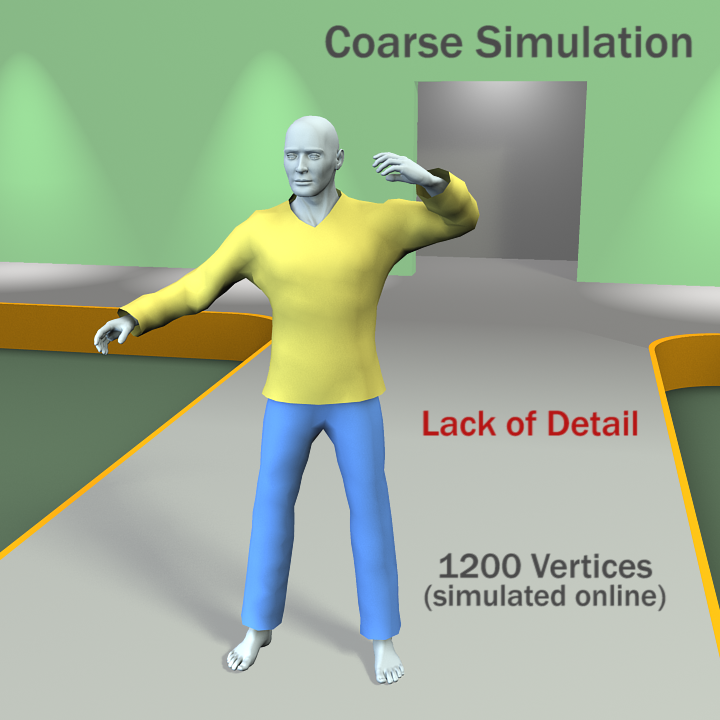 Coarse Simulation
Lack of Detail
1200 Vertices
(simulated online)